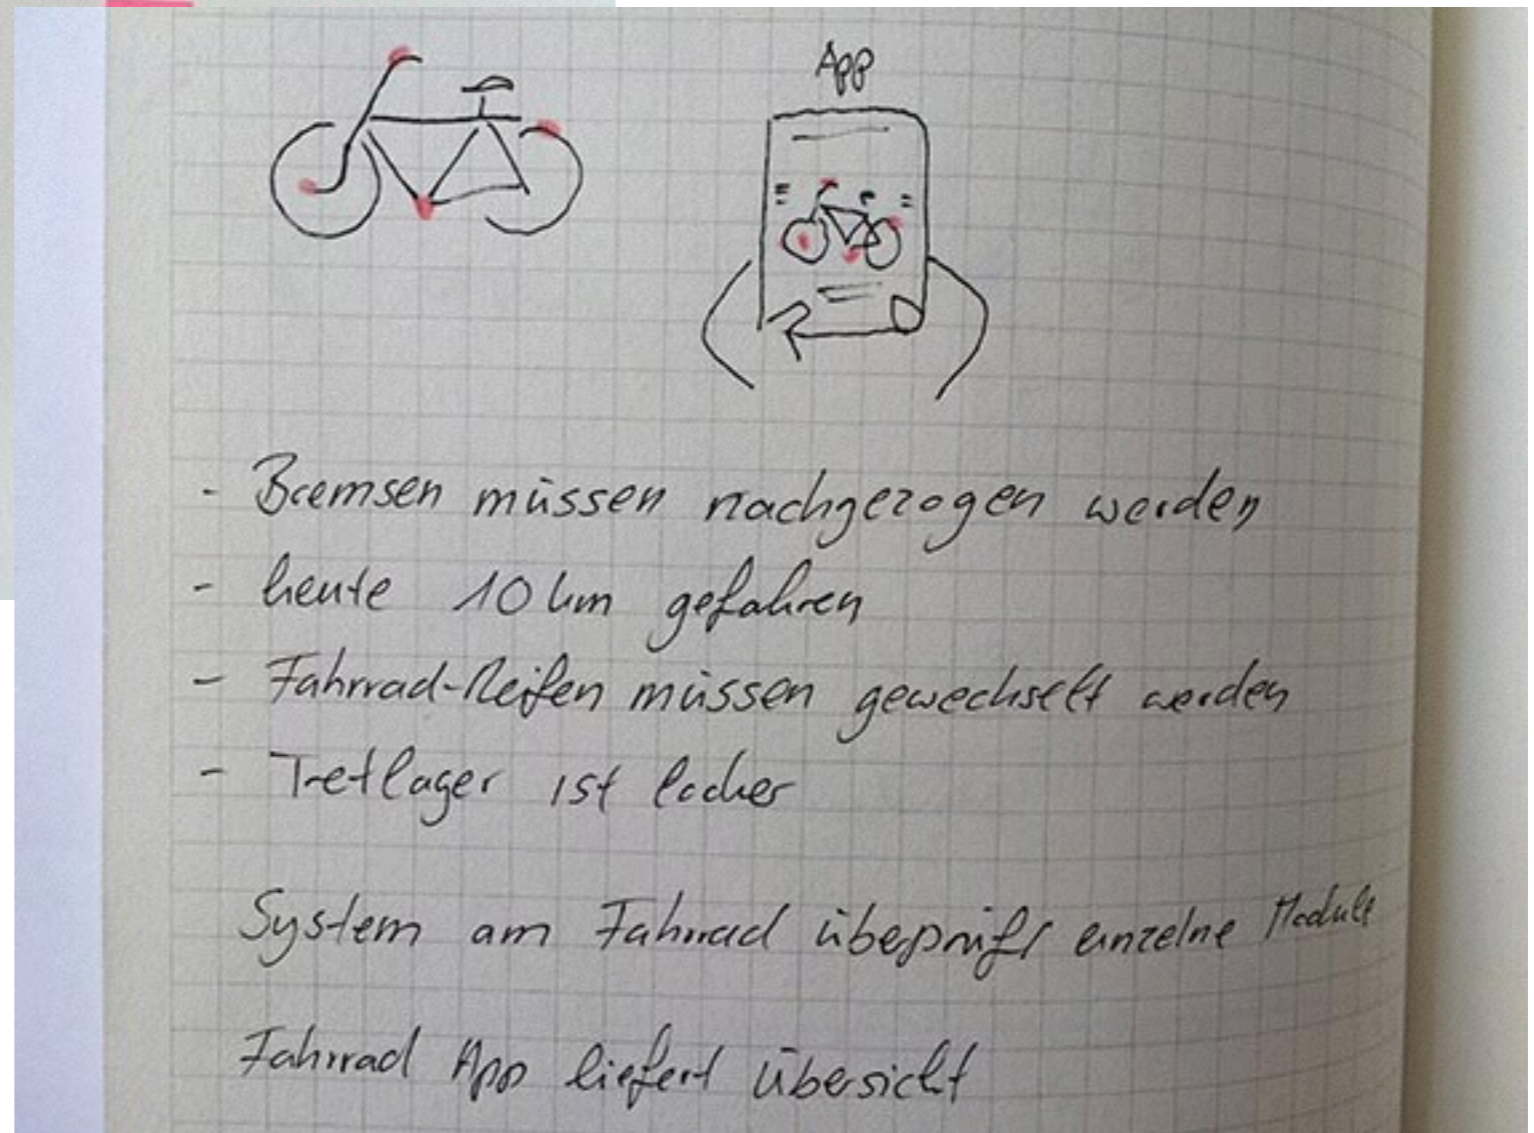 App
- Bremsen müssen nachgezogen werden
- heute 10 km gefahren
- Fahrrad-Reifen müssen gewechselt werden
- Tretlager ist locker
System am Fahrrad überprüft einzelne Module
Fahrrad App liefert Übersicht